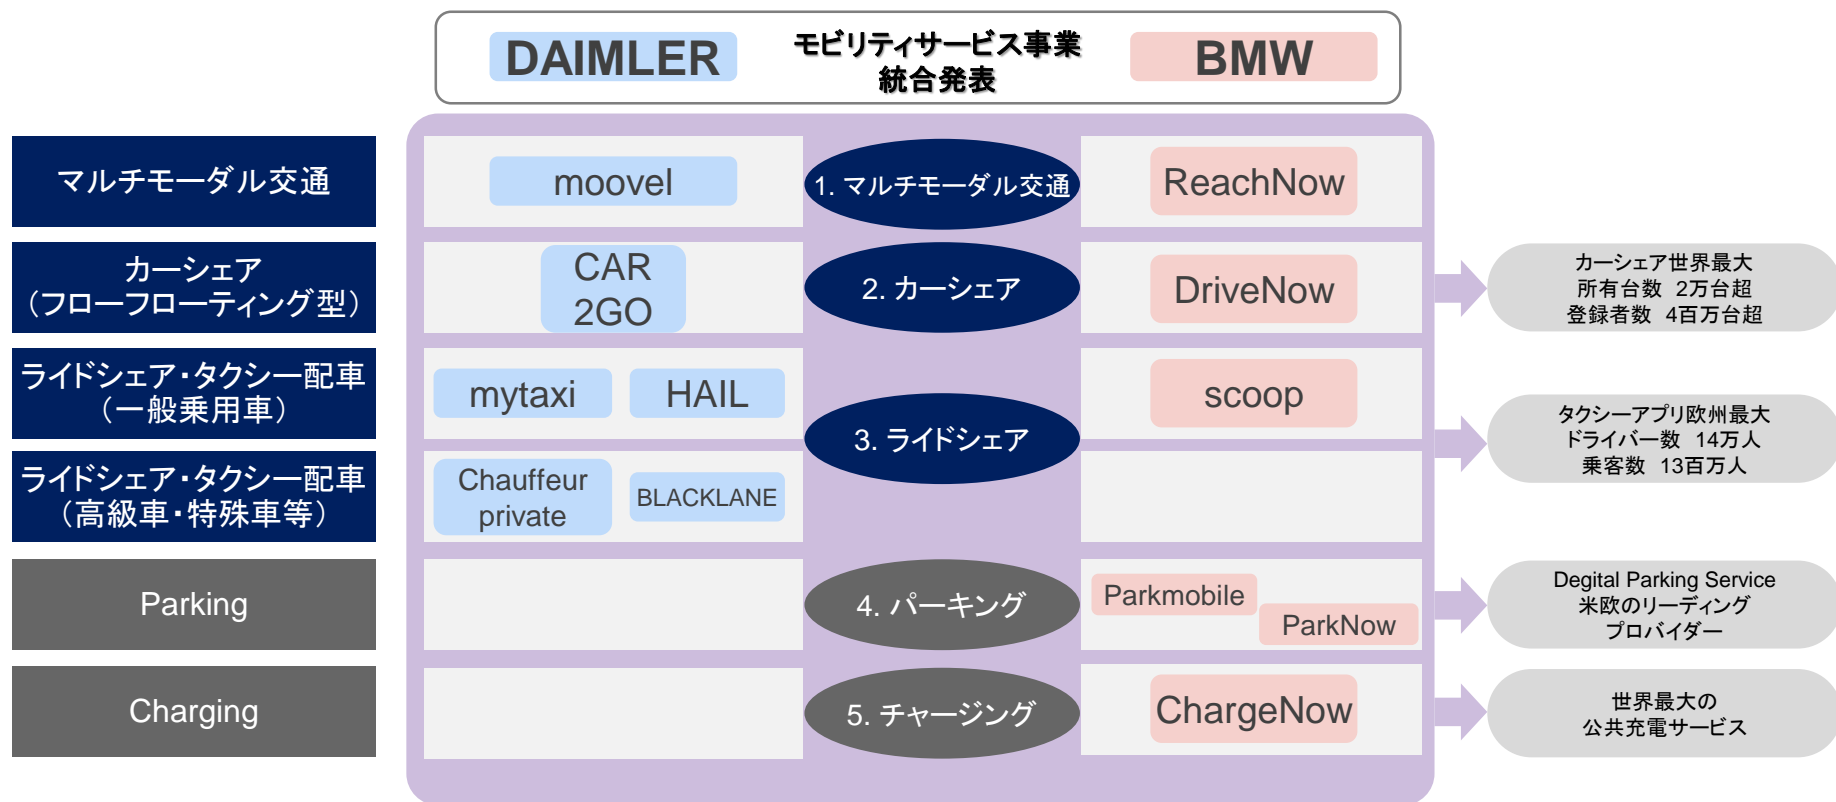 DAIMLER
モビリティサービス事業
統合発表
BMW
マルチモーダル交通
moovel
1. マルチモーダル交通
ReachNow
カーシェア
（フローフローティング型）
CAR
2GO
2. カーシェア
DriveNow
カーシェア世界最大
所有台数 2万台超
登録者数 4百万台超
ライドシェア・タクシー配車
（一般乗用車）
mytaxi
HAIL
3. ライドシェア
scoop
タクシーアプリ欧州最大
ドライバー数 14万人
乗客数 13百万人
ライドシェア・タクシー配車
（高級車・特殊車等）
Chauffeur
private
BLACKLANE
Parking
4. パーキング
Parkmobile
ParkNow
Degital Parking Service
米欧のリーディング
プロバイダー
Charging
5. チャージング
ChargeNow
世界最大の
公共充電サービス